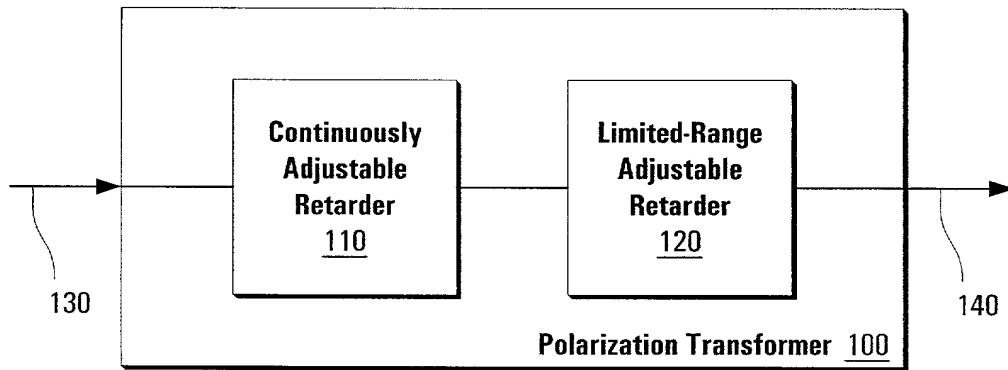 Continuously
Adjustable
Retarder
110
Limited-Range
Adjustable
Retarder
120
130
140
Polarization Transformer 100